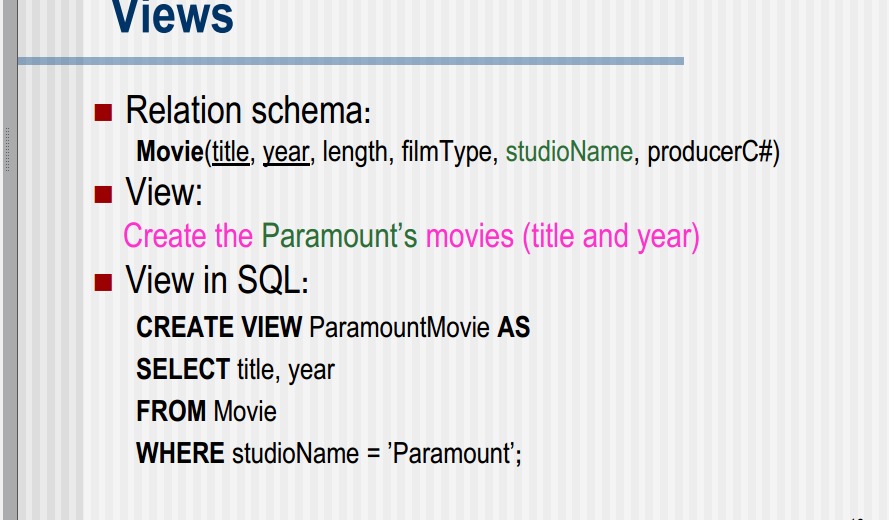 Views
Relation schema:
Movie(title, year, length, filmType, studioName, producerC#)
View:
Create the Paramount’s movies (title and year)
View in SQL:
CREATE VIEW ParamountMovie AS
SELECT title, year
FROM Movie
WHERE studioName = ’Paramount’;